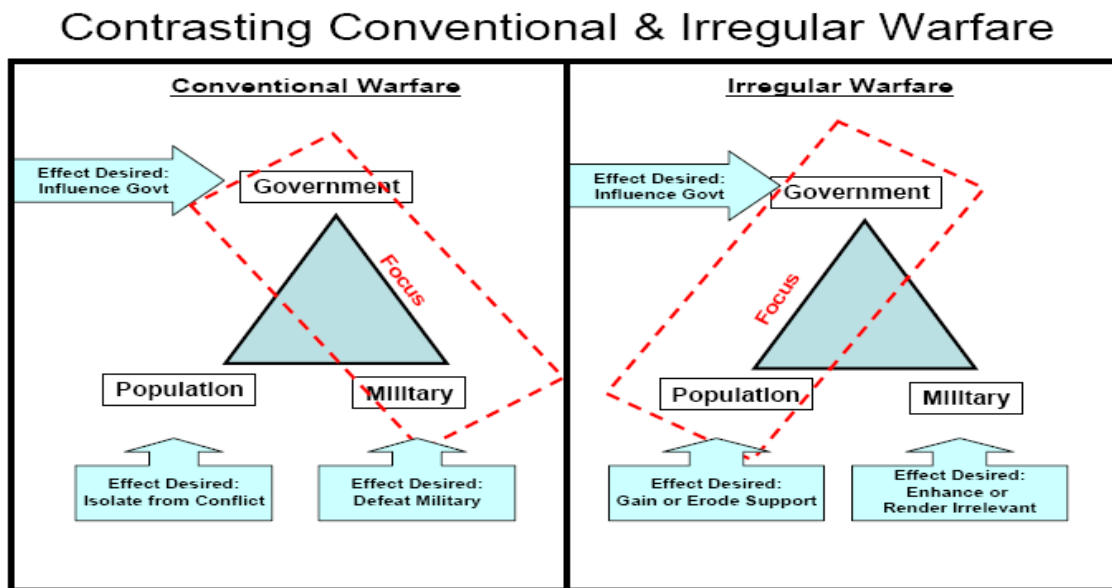 Contrasting Conventional & Irregular Warfare
Conventional Warfare
Effect Desired:
Influence Govt
Government
Focus
Population
Military
Effect Desired:
Isolate from Conflict
Effect Desired:
Defeat Military
Irregular Warfare
Effect Desired:
Influence Govt
Government
Focus
Population
Military
Effect Desired:
Gain or Erode Support
Effect Desired:
Enhance or
Render Irrelevant